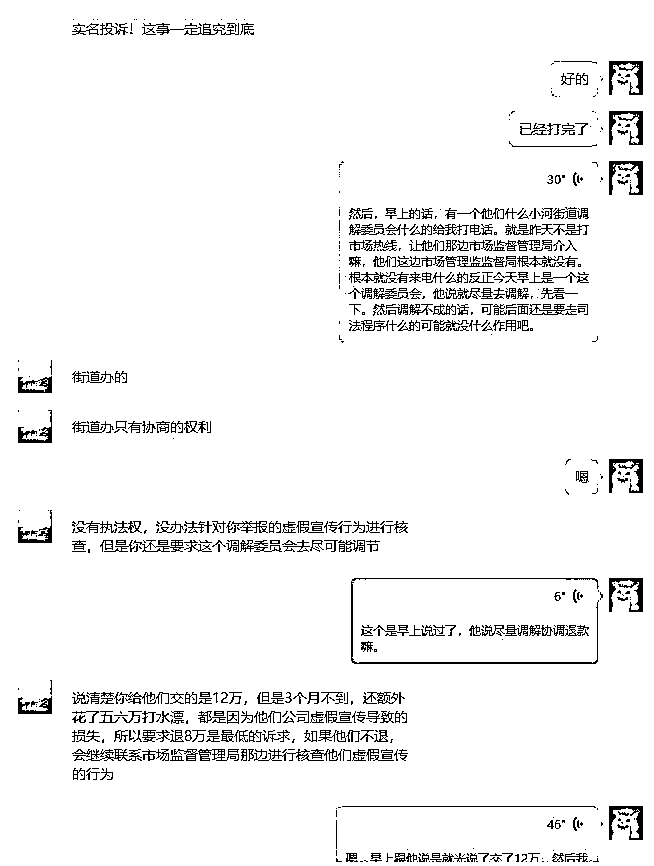 实名投诉！这事一定追究到底
好的
已经打完了
30"
然后，早上的话，有一个他们什么小河街道调
解委员会什么的给我打电话。就是昨天不是打
市场热线，让他们那边市场监督管理局介入
嘛，他们这边市场管理监监督局根本就没有。
根本就没有来电什么的反正今天早上是一个这
个调解委员会，他说就尽量去调解，先看一
下。然后调解不成的话，可能后面还是要走司
法程序什么的可能就没什么作用吧。
街道办的
街道办只有协商的权利
嗯
没有执法权，没办法针对你举报的虚假宣传行为进行核
查，但是你还是要求这个调解委员会去尽可能调节
6"
这个是早上说过了，他说尽量调解协调退款
嘛。
说清楚你给他们交的是12万，但是3个月不到，还额外
花了五六万打水漂，都是因为他们公司虚假宣传导致的
损失，所以要求退8万是最低的诉求，如果他们不退，
会继续联系市场监督管理局那边进行核查他们虚假宣传
的行为
46"
嗯，早上跟他说是就光说了交了12万，然后我